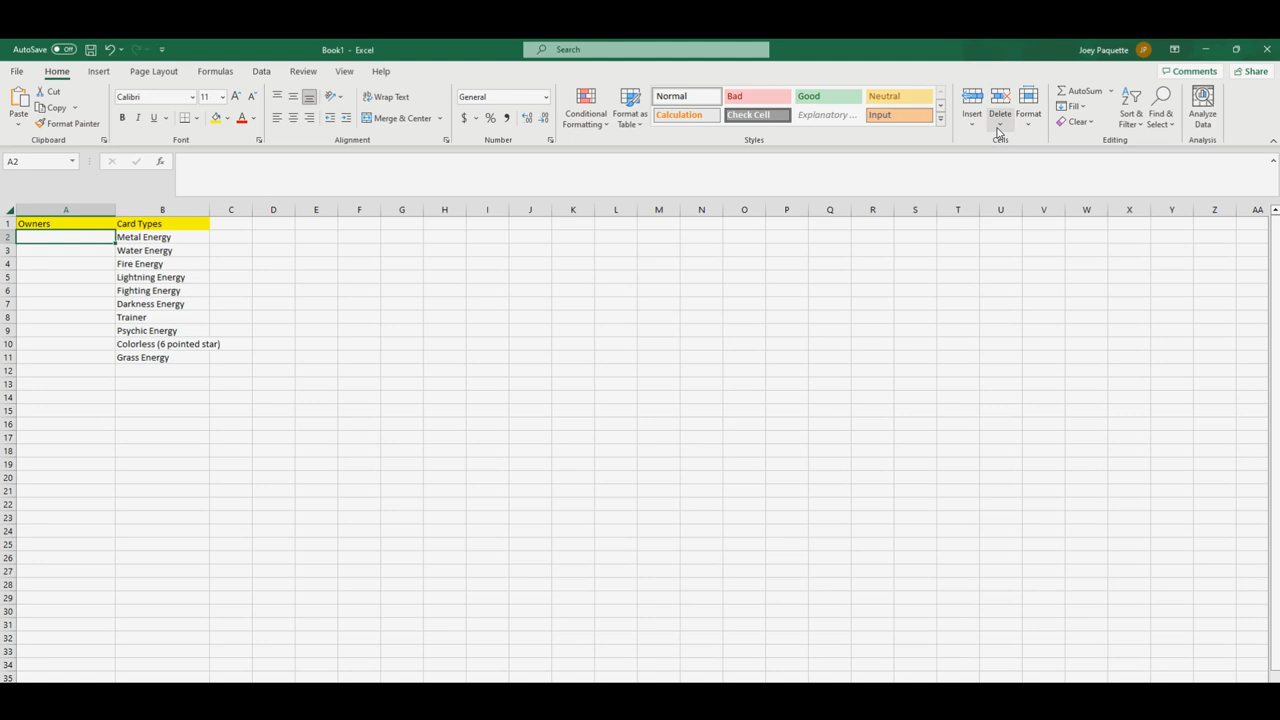 AutoSave Off Book1 - Excel Search Joey Paquette JP
File Home Insert Page Layout Formulas Data Review View Help Comments Share
Paste Cut Copy Format Painter Clipboard
Calibri 11 B I U A Font
Wrap Text Merge & Center Alignment
General $ % Number
Conditional Formatting Format as Table Normal Bad Good Neutral Calculation Check Cell Explanatory ... Input Styles
Insert Delete Format Cells
AutoSum Fill Clear Sort & Filter Find & Select Editing
Analyze Data Analysis
A2 fx
A B C D E F G H I J K L M N O P Q R S T U V W X Y Z AA
1 Owners Card Types
2 Metal Energy
3 Water Energy
4 Fire Energy
5 Lightning Energy
6 Fighting Energy
7 Darkness Energy
8 Trainer
9 Psychic Energy
10 Colorless (6 pointed star)
11 Grass Energy
12
13
14
15
16
17
18
19
20
21
22
23
24
25
26
27
28
29
30
31
32
33
34
35